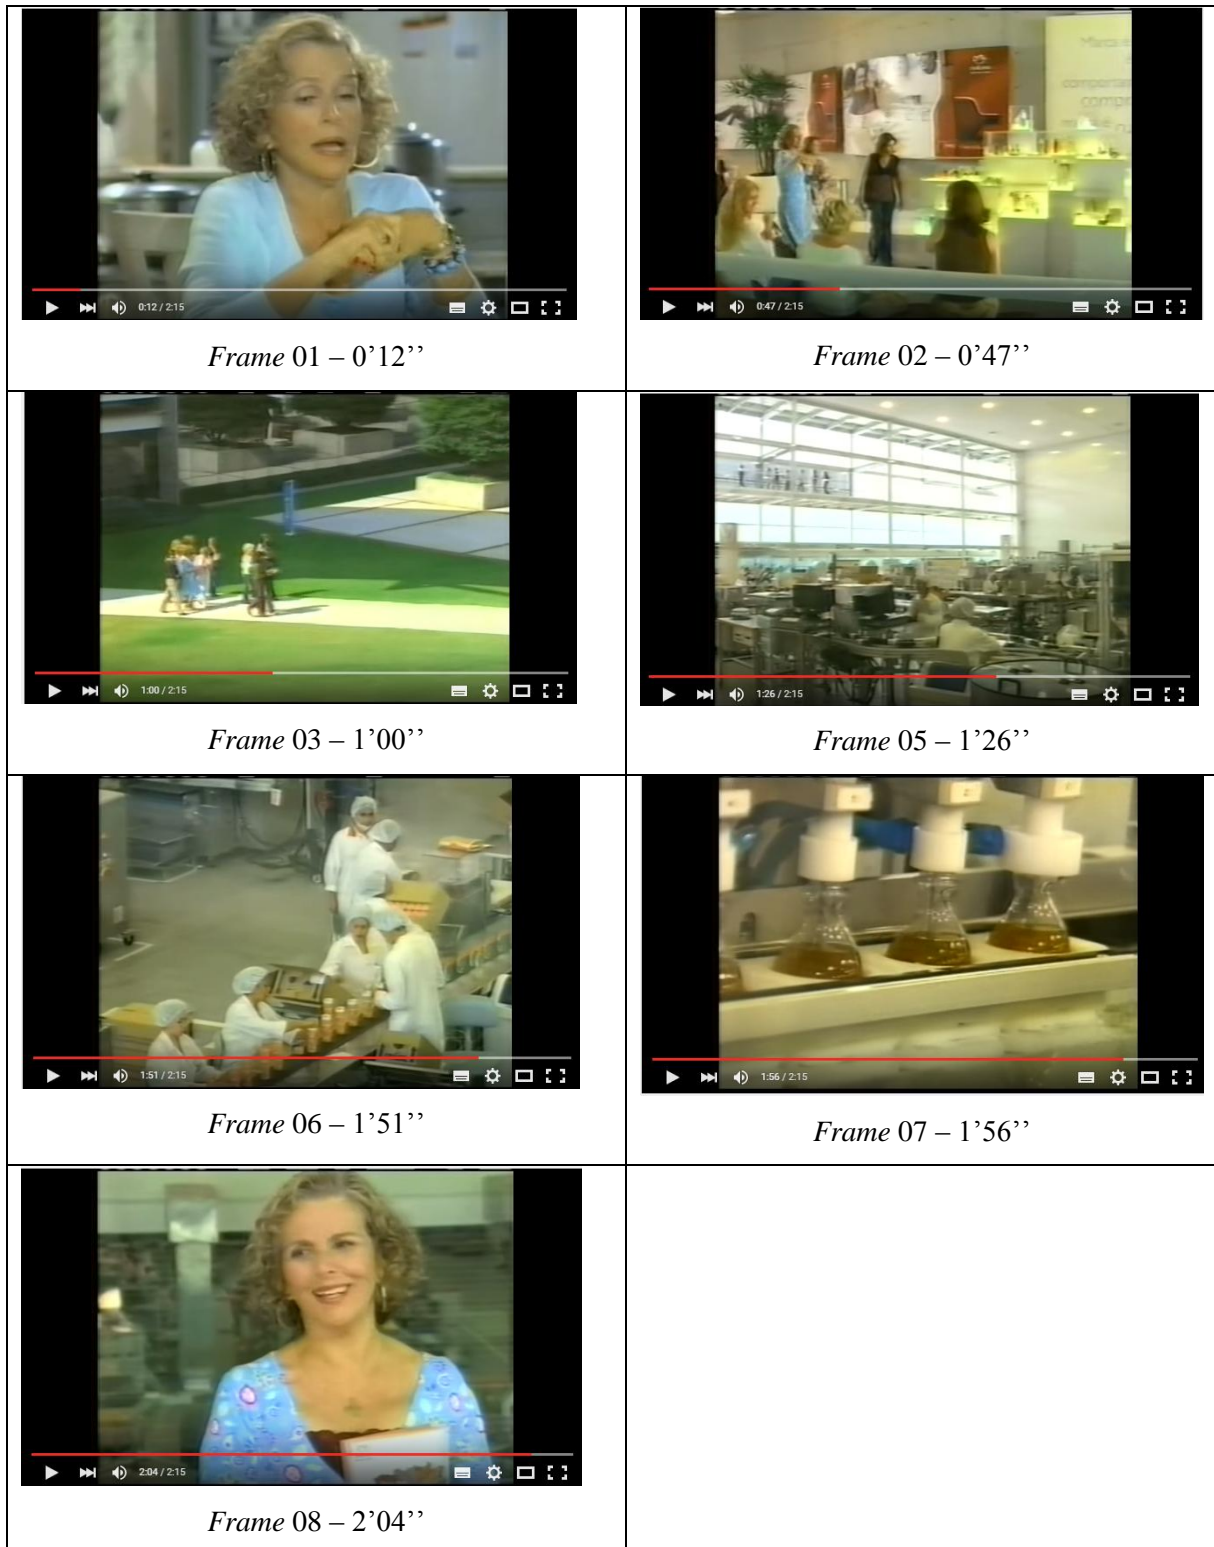 0:12 / 2:15
0:47 / 2:15
Frame 01 – 0’12’’
Frame 02 – 0’47’’
1:00 / 2:15
1:26 / 2:15
Frame 03 – 1’00’’
Frame 05 – 1’26’’
1:51 / 2:15
1:56 / 2:15
Frame 06 – 1’51’’
Frame 07 – 1’56’’
2:04 / 2:15
Frame 08 – 2’04’’